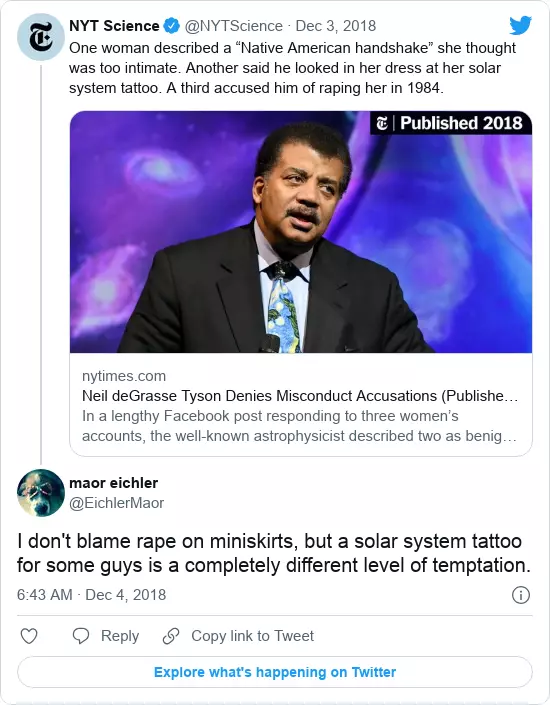 NYT Science @NYTScience · Dec 3, 2018
One woman described a “Native American handshake” she thought
was too intimate. Another said he looked in her dress at her solar
system tattoo. A third accused him of raping her in 1984.
Published 2018
nytimes.com
Neil deGrasse Tyson Denies Misconduct Accusations (Publishe…
In a lengthy Facebook post responding to three women’s
accounts, the well-known astrophysicist described two as benig…
maor eichler
@EichlerMaor
I don't blame rape on miniskirts, but a solar system tattoo
for some guys is a completely different level of temptation.
6:43 AM · Dec 4, 2018
Reply Copy link to Tweet
Explore what's happening on Twitter